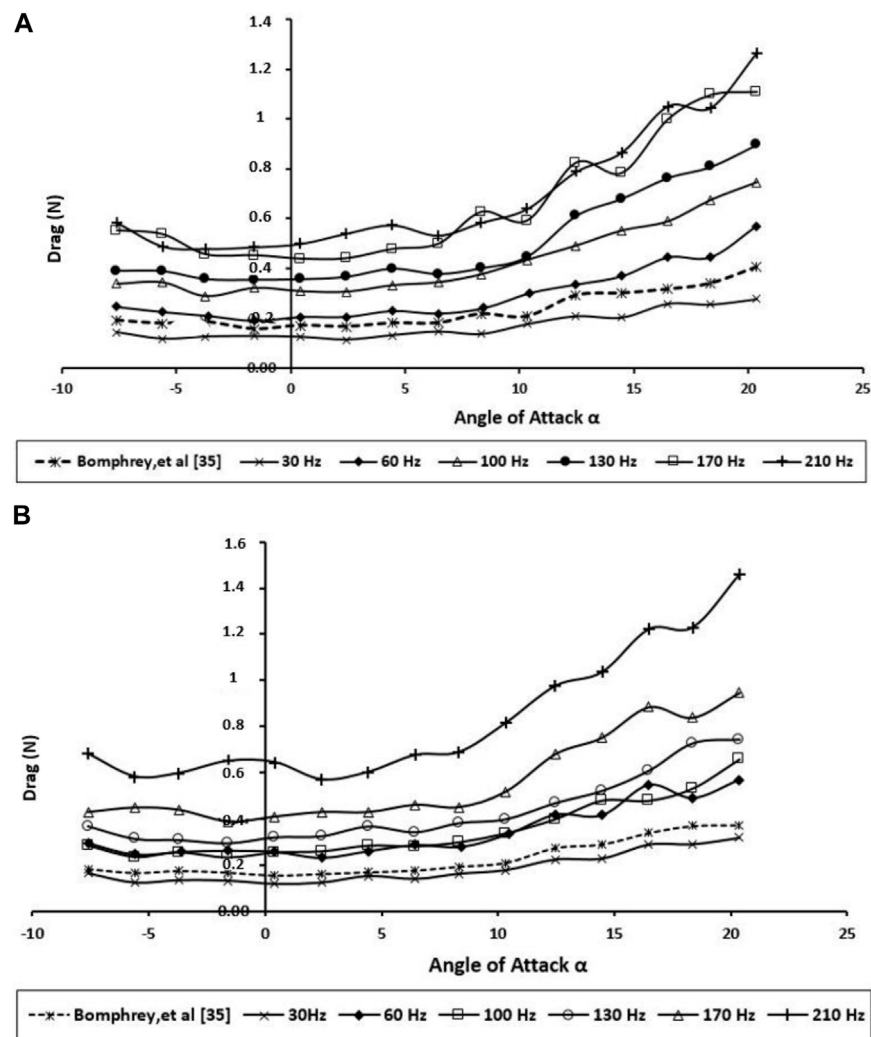 A
1.4
1.2
1
0.8
0.6
0.4
0.2
0.00
Drag (N)
-10 -5 0 5 10 15 20 25
Angle of Attack α
Bomphrey,et al [35] 30 Hz 60 Hz 100 Hz 130 Hz 170 Hz 210 Hz
B
1.6
1.4
1.2
1
0.8
0.6
0.4
0.2
0.00
Drag (N)
-10 -5 0 5 10 15 20 25
Angle of Attack α
Bomphrey,et al [35] 30Hz 60 Hz 100 Hz 130 Hz 170 Hz 210 Hz